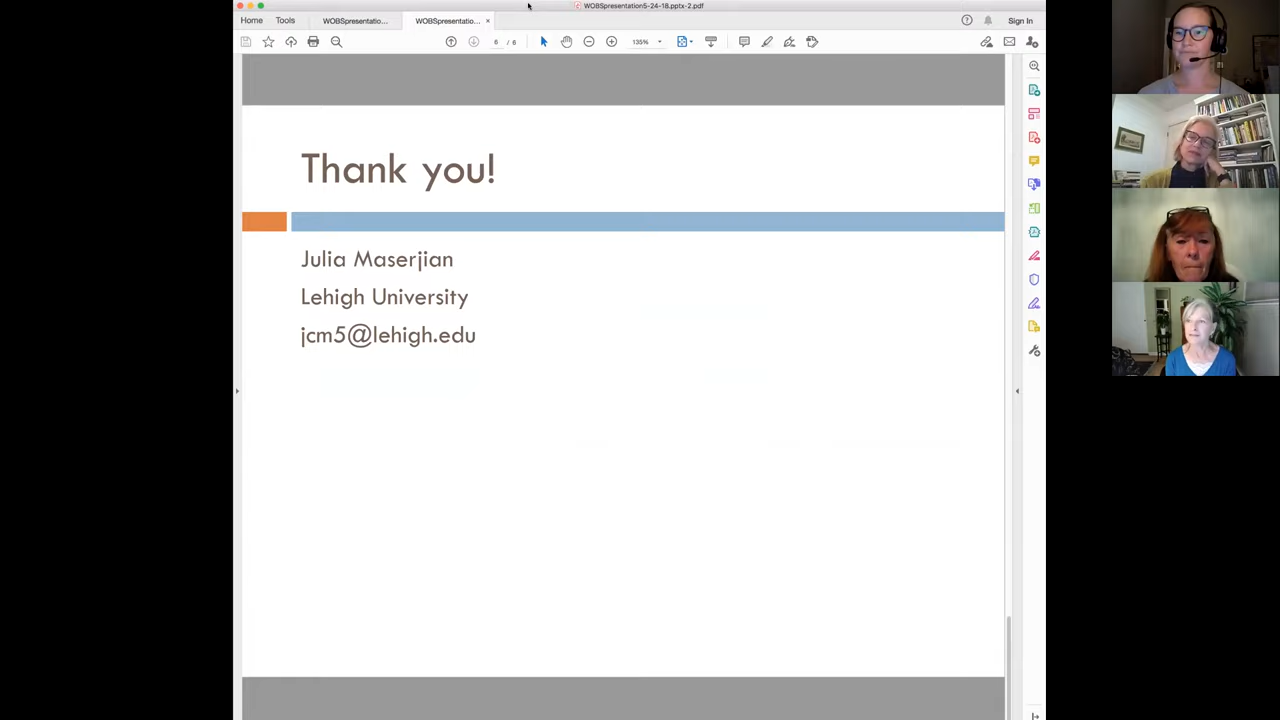 WOBSpresentation5-24-18.pptx-2.pdf
Home Tools WOBSpresentatio... WOBSpresentatio... × Sign In
6 / 6 135%
Thank you!
Julia Maserjian
Lehigh University
jcm5@lehigh.edu